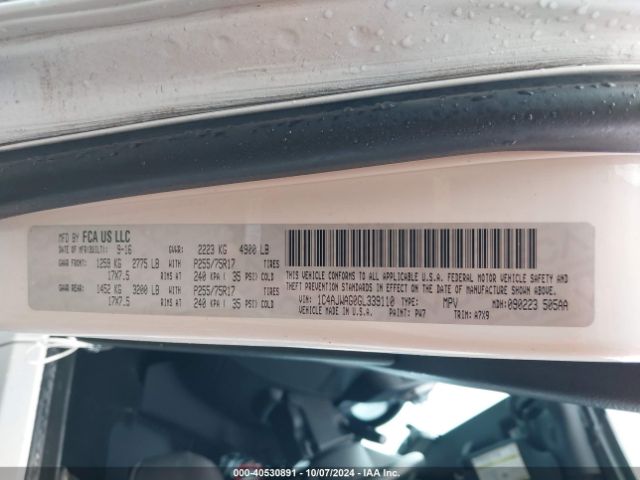 MFD BY FCA US LLC
DATE OF MFR(BUILT): 9-16 GVWR: 2223 KG 4900 LB
GAWR FRONT: 1259 KG 2775 LB WITH P255/75R17 TIRES
17X7.5 RIMS AT 240 KPA ( 35 PSI) COLD
GAWR REAR: 1452 KG 3200 LB WITH P255/75R17 TIRES
17X7.5 RIMS AT 240 KPA ( 35 PSI) COLD
THIS VEHICLE CONFORMS TO ALL APPLICABLE U.S.A. FEDERAL MOTOR VEHICLE SAFETY AND
THEFT PREVENTION STANDARDS IN EFFECT ON THE DATE OF MANUFACTURE SHOWN ABOVE.
VIN: 1C4AJWAG0GL339110 TYPE: MPV MDH: 090223 505AA
VEHICLE MADE IN U.S.A. PAINT: PW7 TRIM: A7X9
000-40530891 - 10/07/2024 - IAA Inc.